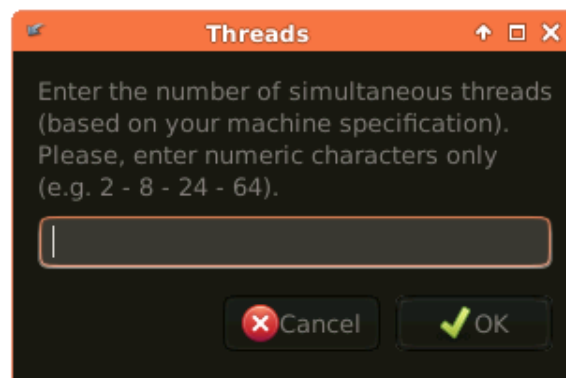 Threads
Enter the number of simultaneous threads
(based on your machine specification).
Please, enter numeric characters only
(e.g. 2 - 8 - 24 - 64).
Cancel
OK